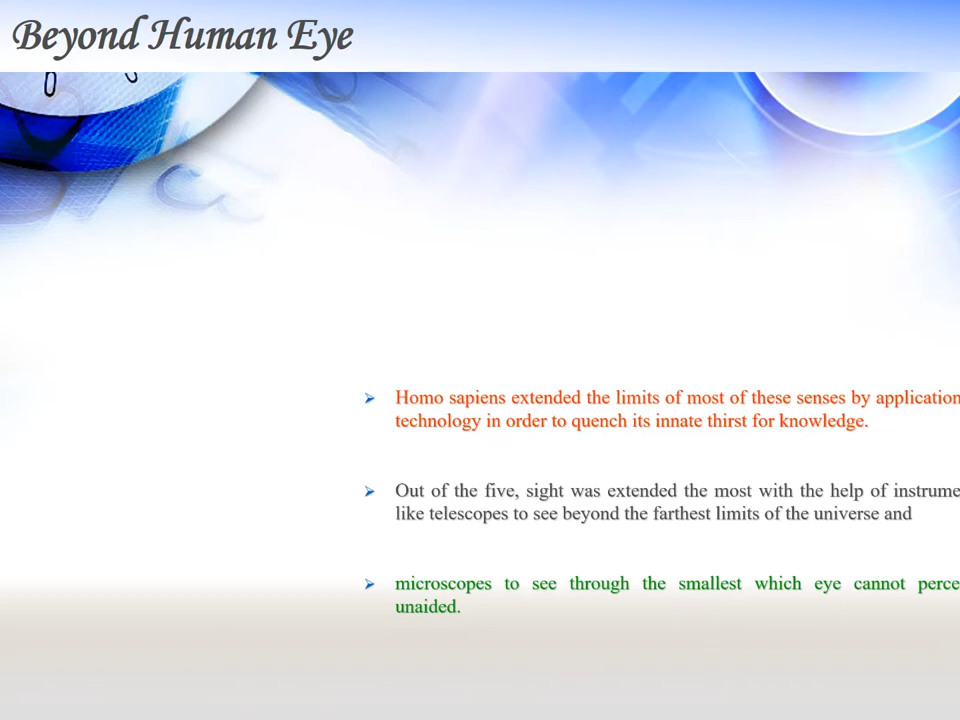 Beyond Human Eye
Homo sapiens extended the limits of most of these senses by application
technology in order to quench its innate thirst for knowledge.
Out of the five, sight was extended the most with the help of instrume
like telescopes to see beyond the farthest limits of the universe and
microscopes to see through the smallest which eye cannot perce
unaided.